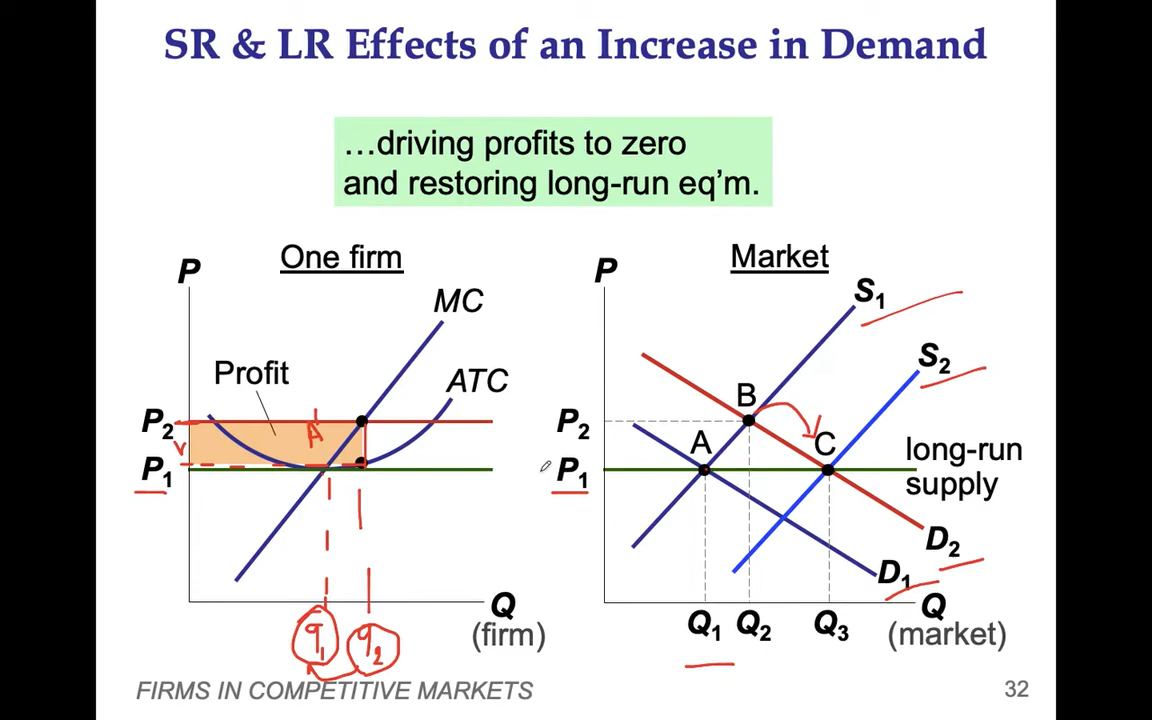 SR & LR Effects of an Increase in Demand
…driving profits to zero
and restoring long-run eq’m.
One firm
P
MC
Profit
ATC
P2
P1
A
Q
(firm)
q1
q2
Market
P
S1
S2
B
P2
A
C
P1
long-run
supply
D2
D1
Q1 Q2 Q3
Q
(market)
FIRMS IN COMPETITIVE MARKETS
32